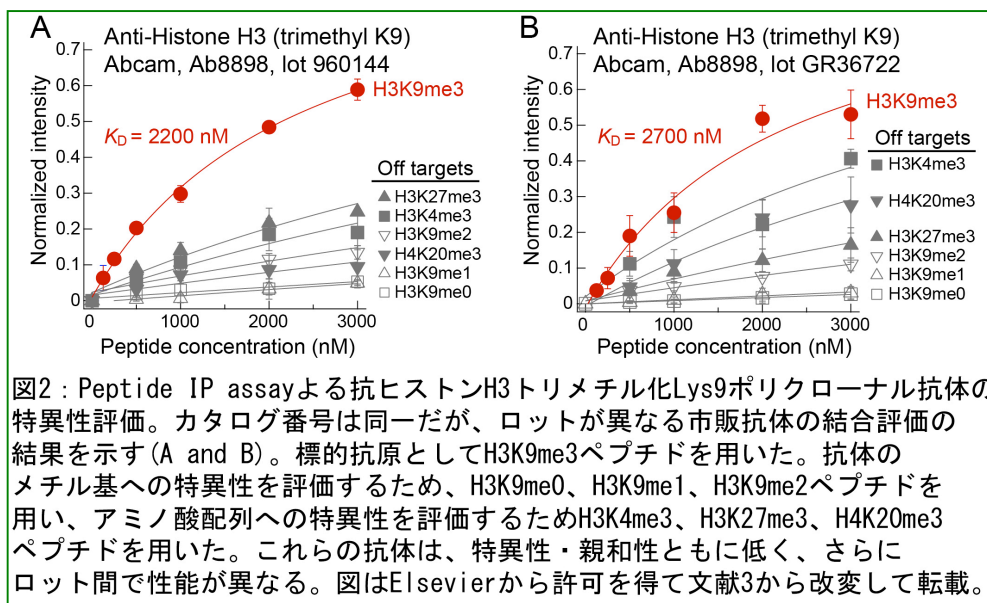 A
Anti-Histone H3 (trimethyl K9)
Abcam, Ab8898, lot 960144
H3K9me3
KD = 2200 nM
Off targets
H3K27me3
H3K4me3
H3K9me2
H4K20me3
H3K9me1
H3K9me0
Normalized intensity
0.7
0.6
0.5
0.4
0.3
0.2
0.1
0
0
1000
2000
3000
Peptide concentration (nM)
B
Anti-Histone H3 (trimethyl K9)
Abcam, Ab8898, lot GR36722
H3K9me3
KD = 2700 nM
Off targets
H3K4me3
H4K20me3
H3K27me3
H3K9me2
H3K9me1
H3K9me0
Normalized intensity
0.7
0.6
0.5
0.4
0.3
0.2
0.1
0
0
1000
2000
3000
Peptide concentration (nM)
図2：Peptide IP assayよる抗ヒストンH3トリメチル化Lys9ポリクローナル抗体の
特異性評価。カタログ番号は同一だが、ロットが異なる市販抗体の結合評価の
結果を示す(A and B)。標的抗原としてH3K9me3ペプチドを用いた。抗体の
メチル基への特異性を評価するため、H3K9me0、H3K9me1、H3K9me2ペプチドを
用い、アミノ酸配列への特異性を評価するためH3K4me3、H3K27me3、H4K20me3
ペプチドを用いた。これらの抗体は、特異性・親和性ともに低く、さらに
ロット間で性能が異なる。図はElsevierから許可を得て文献3から改変して転載。